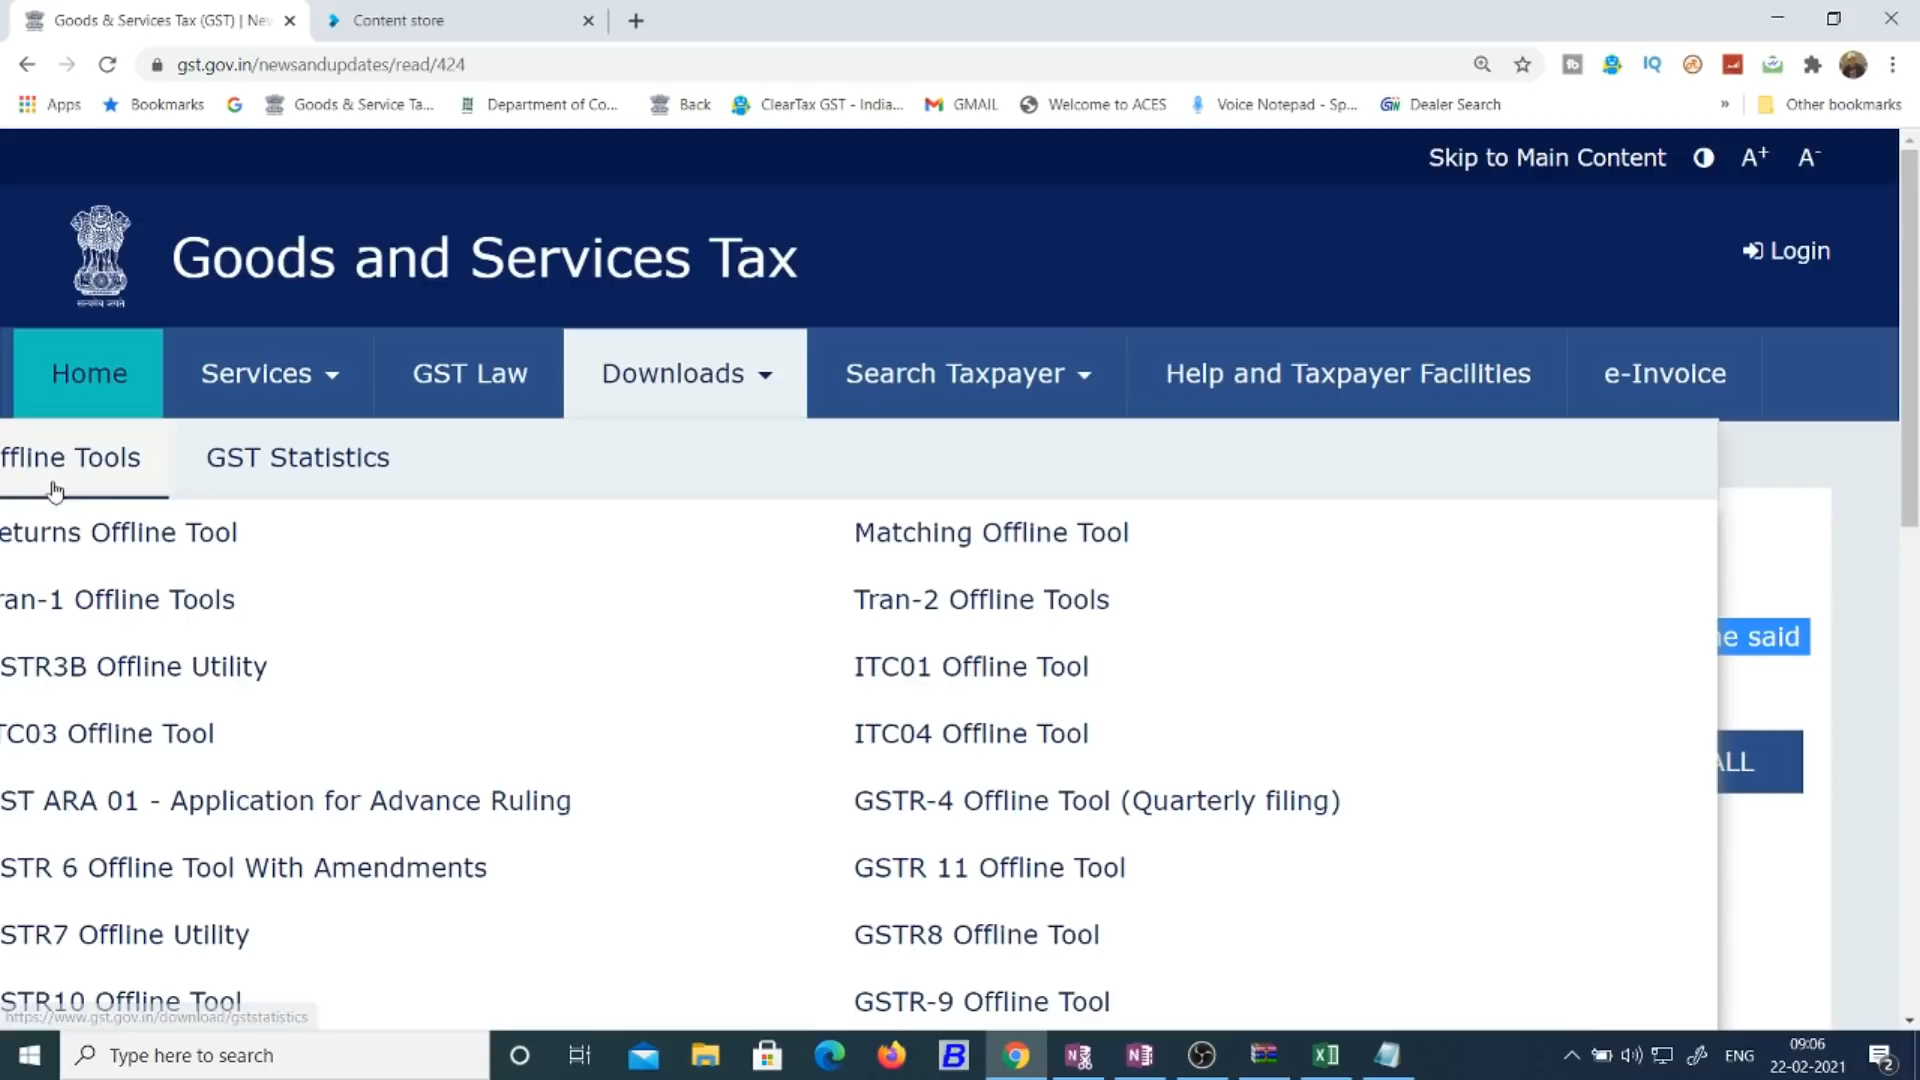 Goods & Services Tax (GST) | Nev
Content store
gst.gov.in/newsandupdates/read/424
Apps
Bookmarks
Goods & Service Ta...
Department of Co...
Back
ClearTax GST - India...
GMAIL
Welcome to ACES
Voice Notepad - Sp...
Dealer Search
»
Other bookmarks
Skip to Main Content
A+
A-
सत्यमेव जयते
Goods and Services Tax
Login
Home
Services
GST Law
Downloads
Search Taxpayer
Help and Taxpayer Facilities
e-Invoice
ffline Tools
GST Statistics
eturns Offline Tool
Matching Offline Tool
ran-1 Offline Tools
Tran-2 Offline Tools
STR3B Offline Utility
ITC01 Offline Tool
he said
TC03 Offline Tool
ITC04 Offline Tool
ALL
ST ARA 01 - Application for Advance Ruling
GSTR-4 Offline Tool (Quarterly filing)
STR 6 Offline Tool With Amendments
GSTR 11 Offline Tool
STR7 Offline Utility
GSTR8 Offline Tool
STR10 Offline Tool
GSTR-9 Offline Tool
https://www.gst.gov.in/download/gststatistics
Type here to search
ENG
09:06
22-02-2021
2